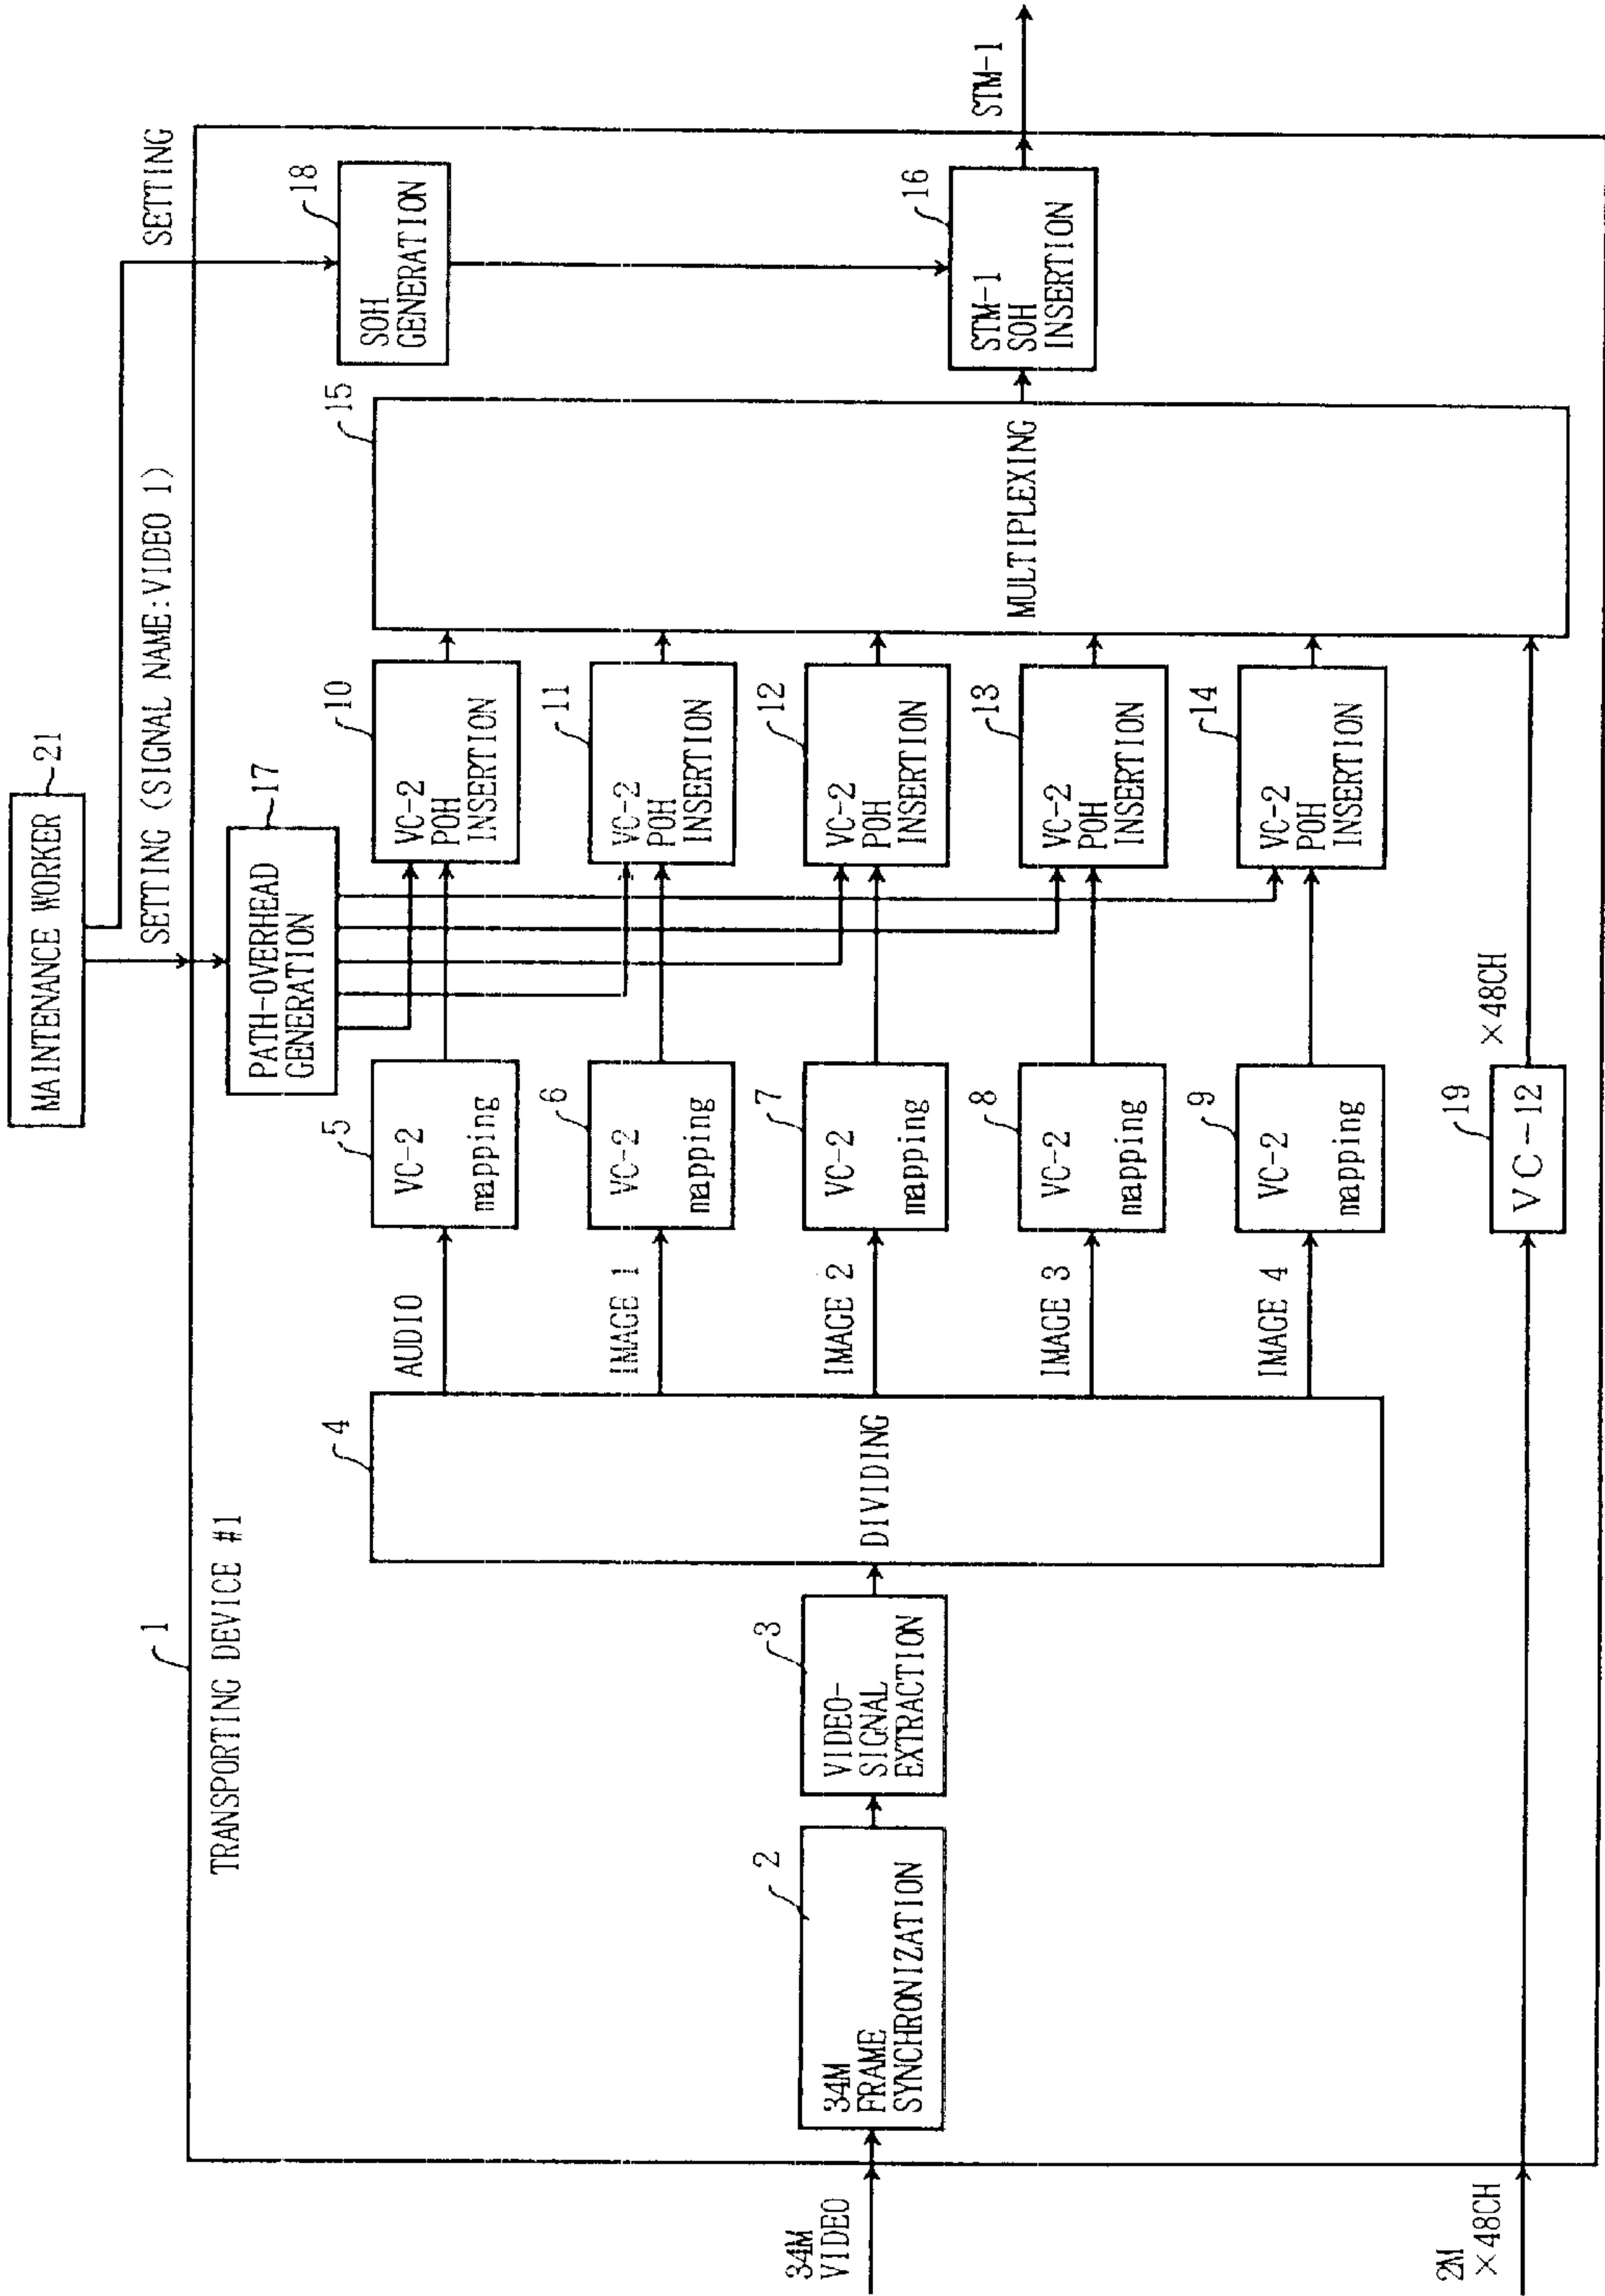 MAINTENANCE WORKER
21
SETTING (SIGNAL NAME:VIDEO 1)
SETTING
1
TRANSPORTING DEVICE #1
PATH-OVERHEAD
GENERATION
17
SOH
GENERATION
18
34M
VIDEO
34M
FRAME
SYNCHRONIZATION
2
VIDEO-
SIGNAL
EXTRACTION
3
DIVIDING
4
AUDIO
VC-2
mapping
5
VC-2
POH
INSERTION
10
IMAGE 1
VC-2
mapping
6
VC-2
POH
INSERTION
11
IMAGE 2
VC-2
mapping
7
VC-2
POH
INSERTION
12
IMAGE 3
VC-2
mapping
8
VC-2
POH
INSERTION
13
IMAGE 4
VC-2
mapping
9
VC-2
POH
INSERTION
14
MULTIPLEXING
15
STM-1
SOH
INSERTION
16
STM-1
2M
×48CH
VC-12
19
×48CH